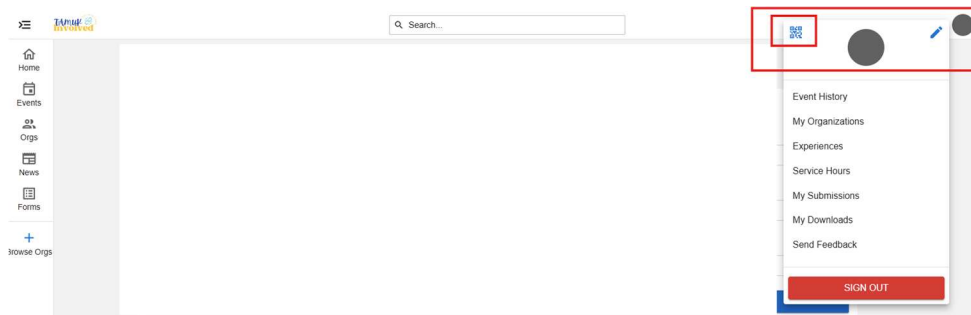 TAMUK
Involved
Search...
Home
Events
Orgs
News
Forms
Browse Orgs
Event History
My Organizations
Experiences
Service Hours
My Submissions
My Downloads
Send Feedback
SIGN OUT